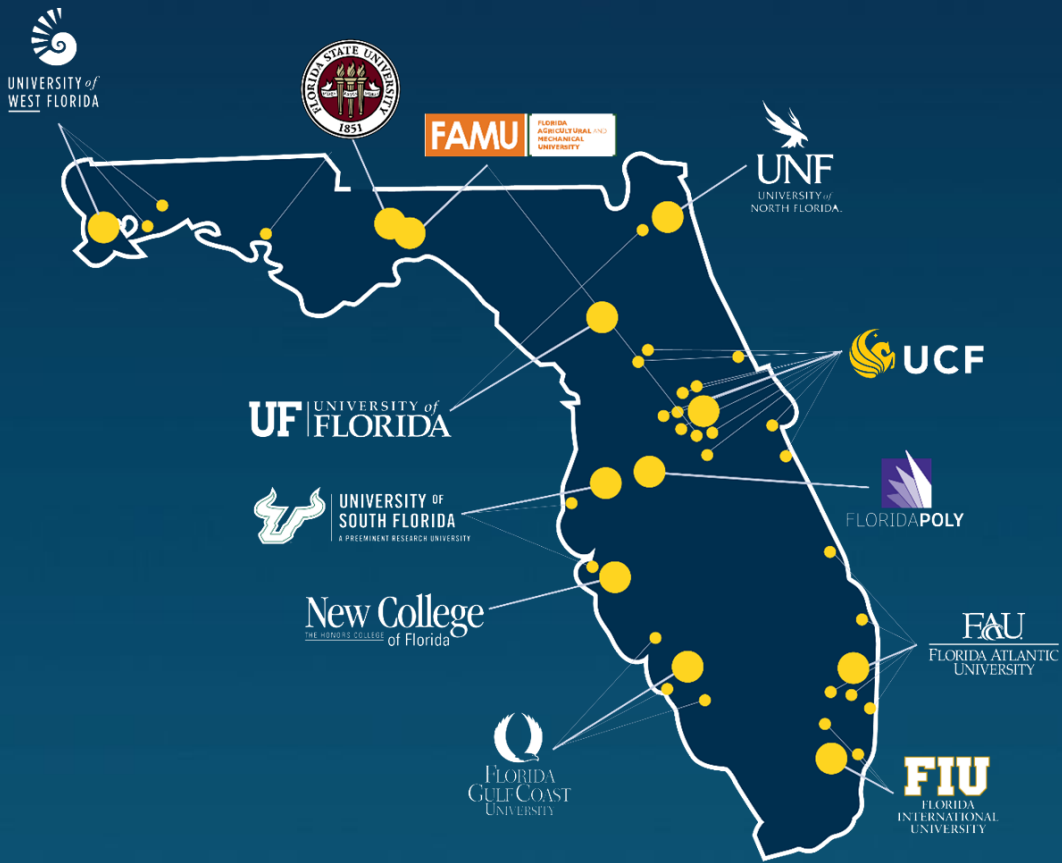 UNIVERSITY of
WEST FLORIDA
FLORIDA STATE UNIVERSITY
1851
FAMU
FLORIDA
AGRICULTURAL AND
MECHANICAL
UNIVERSITY
UNF
UNIVERSITY of
NORTH FLORIDA.
UCF
UF
UNIVERSITY of
FLORIDA
UNIVERSITY OF
SOUTH FLORIDA
A PREEMINENT RESEARCH UNIVERSITY
FLORIDAPOLY
New College
THE HONORS COLLEGE of Florida
FAU
FLORIDA ATLANTIC
UNIVERSITY
FLORIDA
GULF COAST
UNIVERSITY
FIU
FLORIDA
INTERNATIONAL
UNIVERSITY